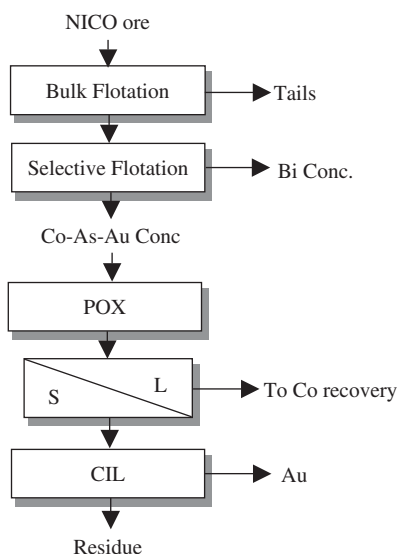 NICO ore
Bulk Flotation
Tails
Selective Flotation
Bi Conc.
Co-As-Au Conc
POX
S
L
To Co recovery
CIL
Au
Residue